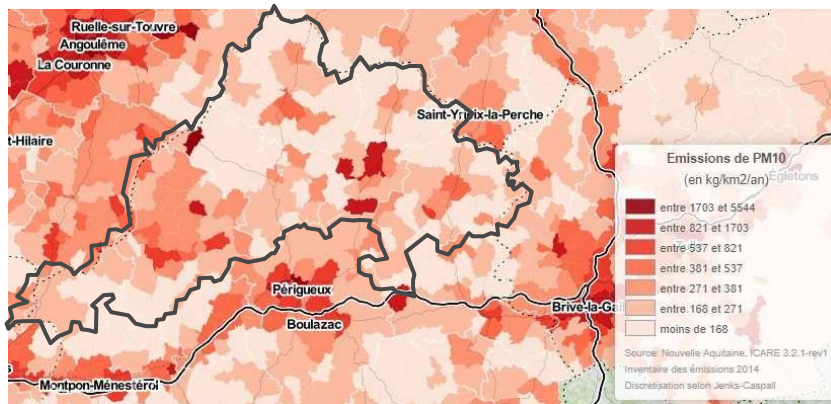 Ruelle-sur-Touvre
Angoulême
La Couronne
t-Hilaire
Saint-Yrieix-la-Perche
Périgueux
Boulazac
Brive-la-Gail
Montpon-Ménestérol
s
Égletons
Emissions de PM10
(en kg/km2/an)
entre 1703 et 5544
entre 821 et 1703
entre 537 et 821
entre 381 et 537
entre 271 et 381
entre 168 et 271
moins de 168
Source: Nouvelle Aquitaine, ICARE 3.2.1-rev1
Inventaire des émissions 2014
Discrétisation selon Jenks-Caspall